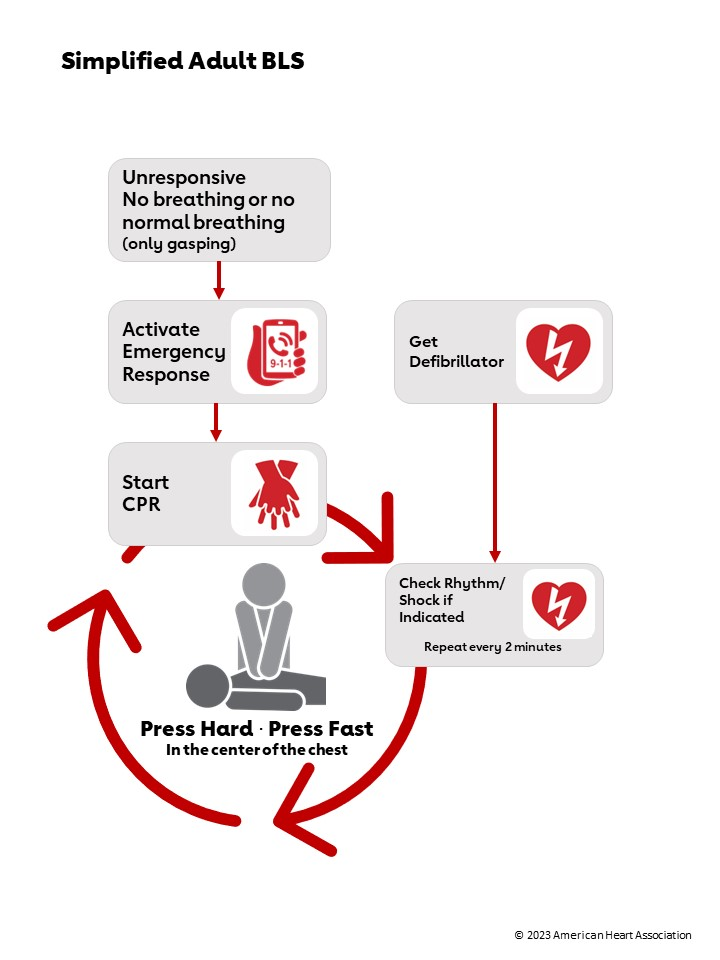 Simplified Adult BLS
Unresponsive
No breathing or no
normal breathing
(only gasping)
Activate
Emergency
Response
9-1-1
Get
Defibrillator
Start
CPR
Check Rhythm/
Shock if
Indicated
Repeat every 2 minutes
Press Hard · Press Fast
In the center of the chest
© 2023 American Heart Association